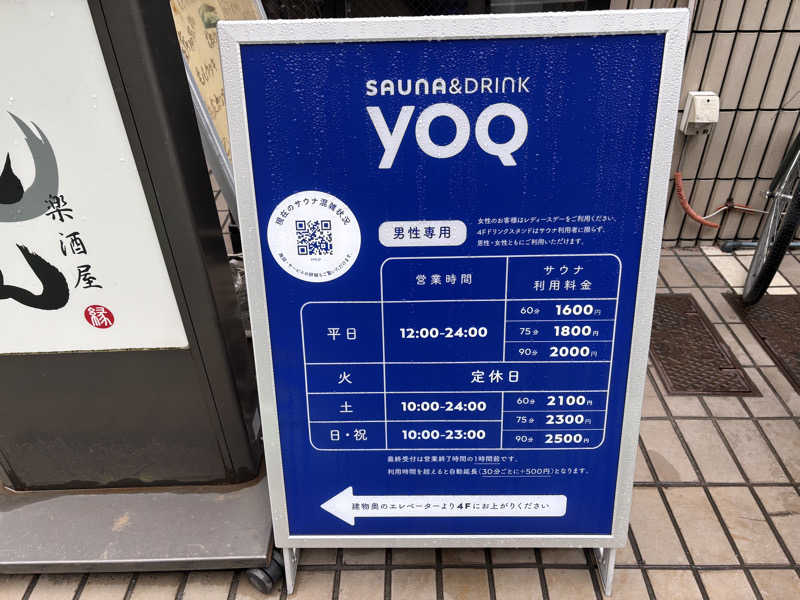 SAUNA&DRINK
YOQ
現在のサウナ混雑状況
男性専用
女性のお客様はレディースデーをご利用ください。
4Fドリンクスタンドはサウナ利用者に限らず、
男性・女性ともにご利用いただけます。
営業時間
サウナ
利用料金
平日
12:00-24:00
60分 1600円
75分 1800円
90分 2000円
火
定休日
土
10:00-24:00
日・祝
10:00-23:00
60分 2100円
75分 2300円
90分 2500円
最終受付は営業終了時間の1時間前です。
利用時間を超えると自動延長(30分ごとに+500円)となります。
建物奥のエレベーターより4Fにお上がりください
楽酒屋
縁